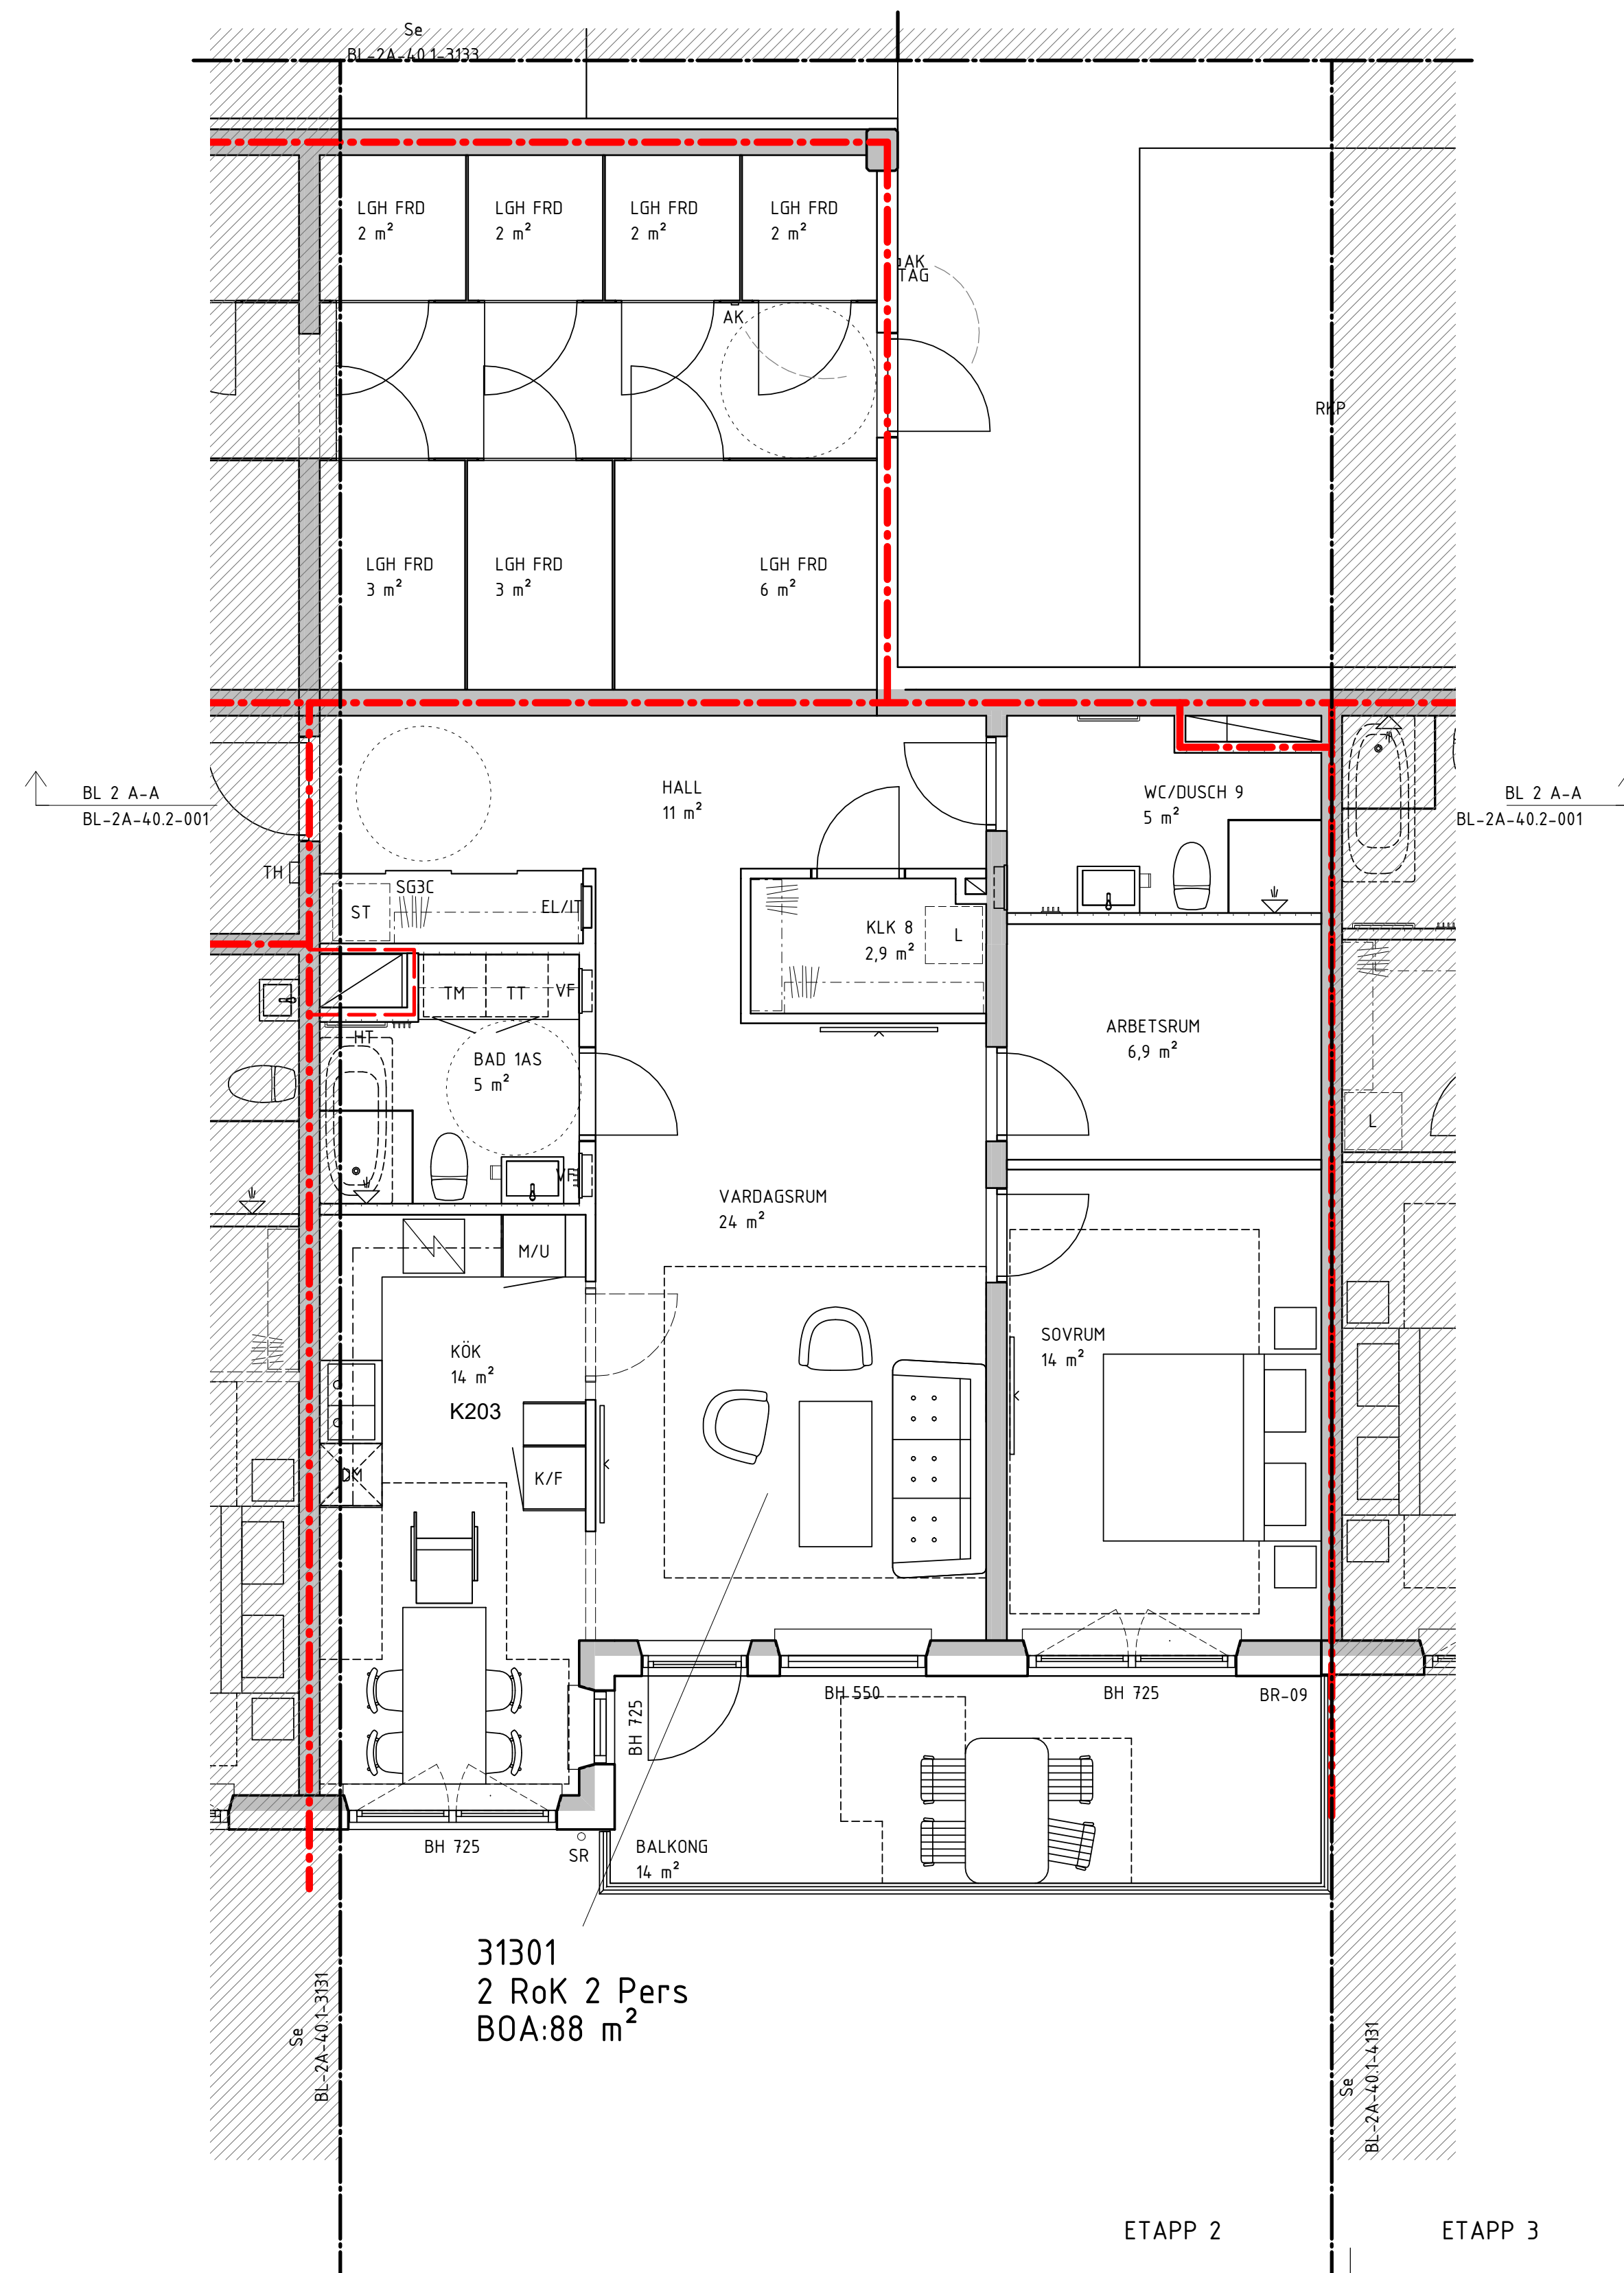 Se
BL-2A-40.1-3133
LGH FRD
2 m²
LGH FRD
2 m²
LGH FRD
2 m²
LGH FRD
2 m²
AK
TAG
AK
RKP
LGH FRD
3 m²
LGH FRD
3 m²
LGH FRD
6 m²
BL 2 A-A
BL-2A-40.2-001
HALL
11 m²
WC/DUSCH 9
5 m²
BL 2 A-A
BL-2A-40.2-001
TH
SG3C
ST
EL/IT
KLK 8
2,9 m²
L
TM
TT
VF
HT
BAD 1AS
5 m²
ARBETSRUM
6,9 m²
L
VF
VARDAGSRUM
24 m²
M/U
KÖK
14 m²
K203
SOVRUM
14 m²
DM
K/F
BH 725
BH 550
BH 725
BR-09
BH 725
SR
BALKONG
14 m²
31301
2 RoK 2 Pers
BOA:88 m²
Se
BL-2A-40.1-3131
Se
BL-2A-40.1-4131
ETAPP 2
ETAPP 3